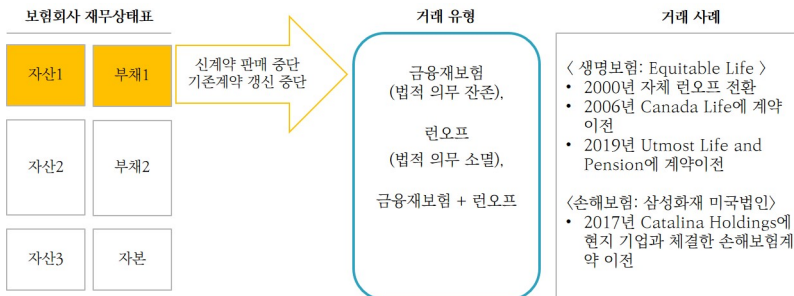 보험회사 재무상태표
자산1
부채1
자산2
부채2
자산3
자본
신계약 판매 중단
기존계약 갱신 중단
거래 유형
금융재보험
(법적 의무 잔존),
런오프
(법적 의무 소멸),
금융재보험 + 런오프
거래 사례
〈 생명보험: Equitable Life 〉
• 2000년 자체 런오프 전환
• 2006년 Canada Life에 계약
이전
• 2019년 Utmost Life and
Pension에 계약이전
〈손해보험: 삼성화재 미국법인〉
• 2017년 Catalina Holdings에
현지 기업과 체결한 손해보험계
약 이전